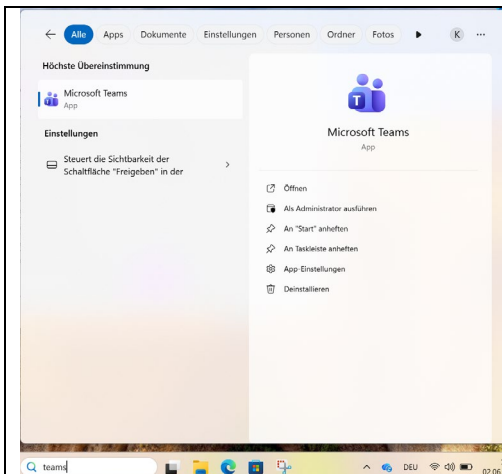 Alle Apps Dokumente Einstellungen Personen Ordner Fotos K ...
Höchste Übereinstimmung
Microsoft Teams
App
Einstellungen
Steuert die Sichtbarkeit der
Schaltfläche "Freigeben" in der
T
Microsoft Teams
App
Öffnen
Als Administrator ausführen
An "Start" anheften
An Taskleiste anheften
App-Einstellungen
Deinstallieren
teams
DEU
02.06